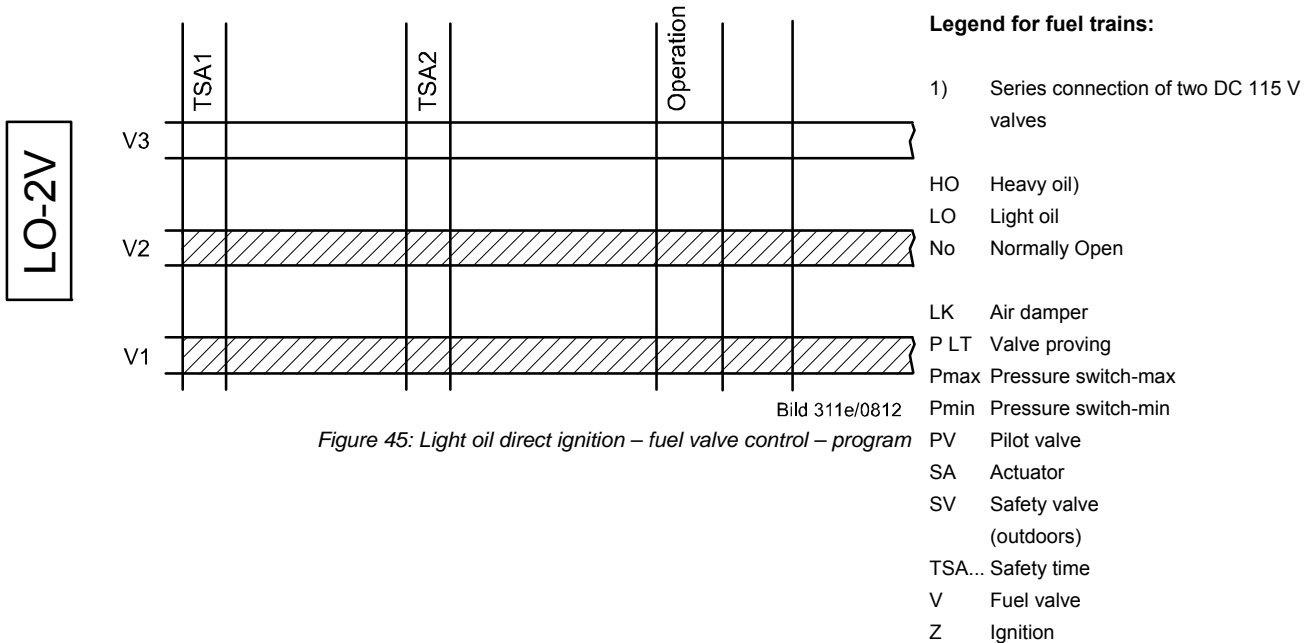 LO-2V
TSA1
TSA2
Operation
V3
V2
V1
Bild 311e/0812
Figure 45: Light oil direct ignition – fuel valve control – program
Legend for fuel trains:
1) Series connection of two DC 115 V
valves
HO Heavy oil)
LO Light oil
No Normally Open
LK Air damper
P LT Valve proving
Pmax Pressure switch-max
Pmin Pressure switch-min
PV Pilot valve
SA Actuator
SV Safety valve
(outdoors)
TSA... Safety time
V Fuel valve
Z Ignition